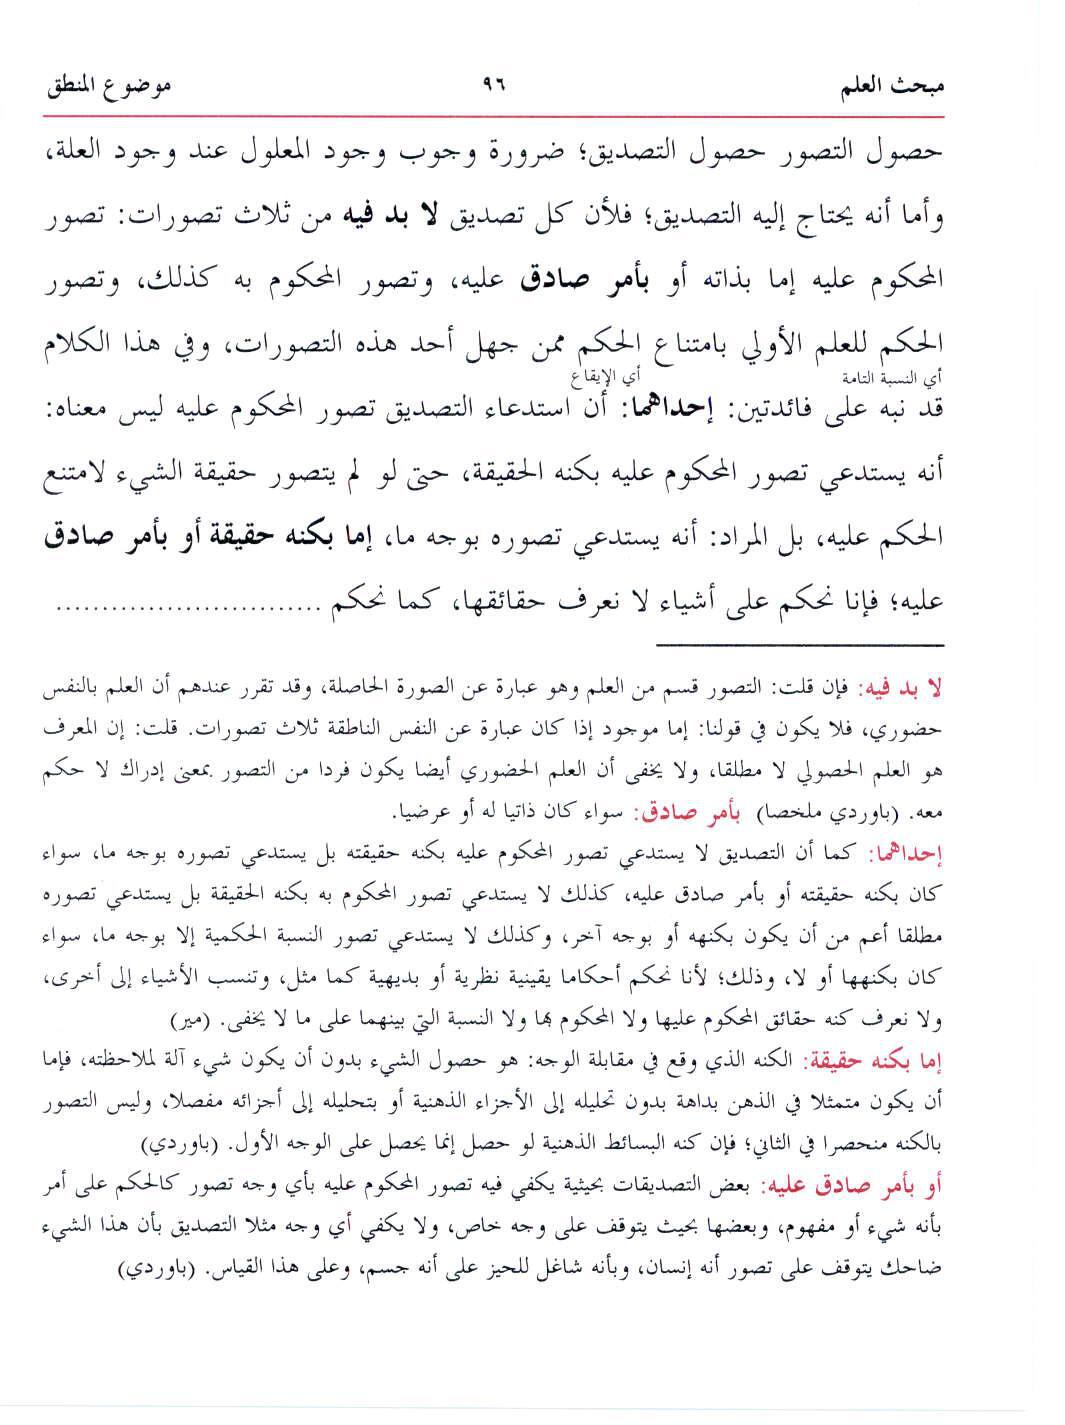 مبحث العلم ٩٦ موضوع المنطق
حصول التصور حصول التصديق؛ ضرورة وجوب وجود المعلول عند وجود العلة،
وأما أنه يحتاج إليه التصديق؛ فلأن كل تصديق لا بد فيه من ثلاث تصورات: تصور
المحكوم عليه إما بذاته أو بأمر صادق عليه، وتصور المحكوم به كذلك، وتصور
الحكم للعلم الأولي بامتناع الحكم ممن جهل أحد هذه التصورات، وفي هذا الكلام
أي النسبة التامة أي الإيقاع
قد نبه على فائدتين: إحداهما: أن استدعاء التصديق تصور المحكوم عليه ليس معناه:
أنه يستدعي تصور المحكوم عليه بكنه الحقيقة، حتى لو لم يتصور حقيقة الشيء لامتنع
الحكم عليه، بل المراد: أنه يستدعي تصوره بوجه ما، إما بكنه حقيقة أو بأمر صادق
عليه؛ فإنا نحكم على أشياء لا نعرف حقائقها، كما نحكم .............................
لا بد فيه: فإن قلت: التصور قسم من العلم وهو عبارة عن الصورة الحاصلة، وقد تقرر عندهم أن العلم بالنفس
حضوري، فلا يكون في قولنا: إما موجود إذا كان عبارة عن النفس الناطقة ثلاث تصورات. قلت: إن المعرف
هو العلم الحصولي لا مطلقا، ولا يخفى أن العلم الحضوري أيضا يكون فردا من التصور بمعنى إدراك لا حكم
معه. (باوردي ملخصا) بأمر صادق: سواء كان ذاتيا له أو عرضيا.
إحداهما: كما أن التصديق لا يستدعي تصور المحكوم عليه بكنه حقيقته بل يستدعي تصوره بوجه ما، سواء
كان بكنه حقيقته أو بأمر صادق عليه، كذلك لا يستدعي تصور المحكوم به بكنه الحقيقة بل يستدعي تصوره
مطلقا أعم من أن يكون بكنهه أو بوجه آخر، وكذلك لا يستدعي تصور النسبة الحكمية إلا بوجه ما، سواء
كان بكنهها أو لا، وذلك؛ لأنا نحكم أحكاما يقينية نظرية أو بديهية كما مثل، وتنسب الأشياء إلى أخرى،
ولا نعرف كنه حقائق المحكوم عليها ولا المحكوم بها ولا النسبة التي بينهما على ما لا يخفى. (مير)
إما بكنه حقيقة: الكنه الذي وقع في مقابلة الوجه: هو حصول الشيء بدون أن يكون شيء آلة لملاحظته، فإما
أن يكون متمثلا في الذهن بداهة بدون تحليله إلى الأجزاء الذهنية أو بتحليله إلى أجزائه مفصلا، وليس التصور
بالكنه منحصرا في الثاني؛ فإن كنه البسائط الذهنية لو حصل إنما يحصل على الوجه الأول. (باوردي)
أو بأمر صادق عليه: بعض التصديقات بحيثية يكفي فيه تصور المحكوم عليه بأي وجه تصور كالحكم على أمر
بأنه شيء أو مفهوم، وبعضها بحيث يتوقف على وجه خاص، ولا يكفي أي وجه مثلا التصديق بأن هذا الشيء
ضاحك يتوقف على تصور أنه إنسان، وبأنه شاغل للحيز على أنه جسم، وعلى هذا القياس. (باوردي)